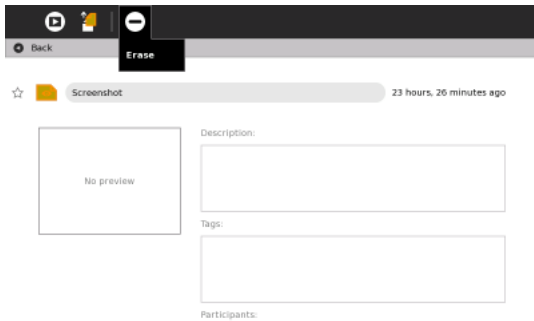 Back
Erase
Screenshot
23 hours, 26 minutes ago
Description:
No preview
Tags:
Participants: